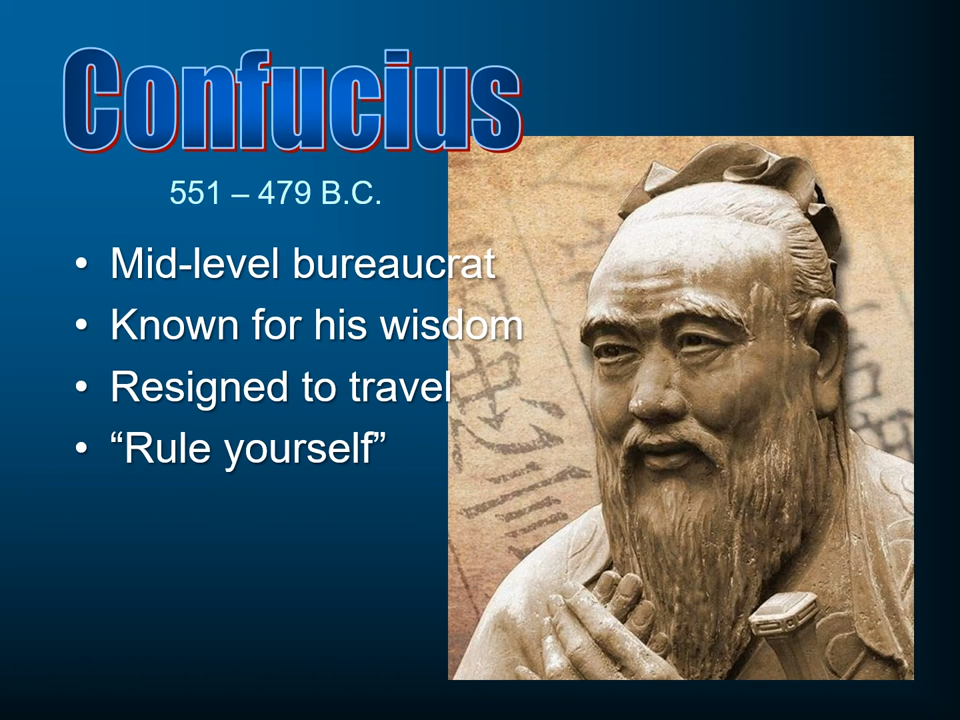 Confucius
551 – 479 B.C.
• Mid-level bureaucrat
• Known for his wisdom
• Resigned to travel
• “Rule yourself”